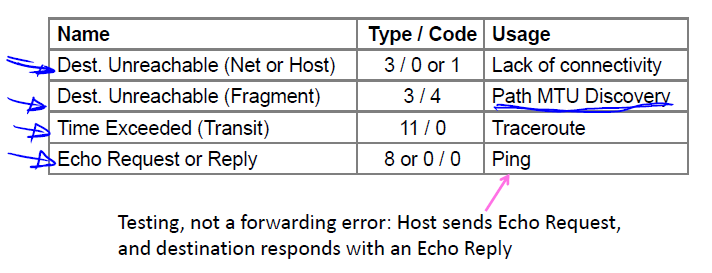 Name Type / Code Usage
Dest. Unreachable (Net or Host) 3 / 0 or 1 Lack of connectivity
Dest. Unreachable (Fragment) 3 / 4 Path MTU Discovery
Time Exceeded (Transit) 11 / 0 Traceroute
Echo Request or Reply 8 or 0 / 0 Ping
Testing, not a forwarding error: Host sends Echo Request,
and destination responds with an Echo Reply